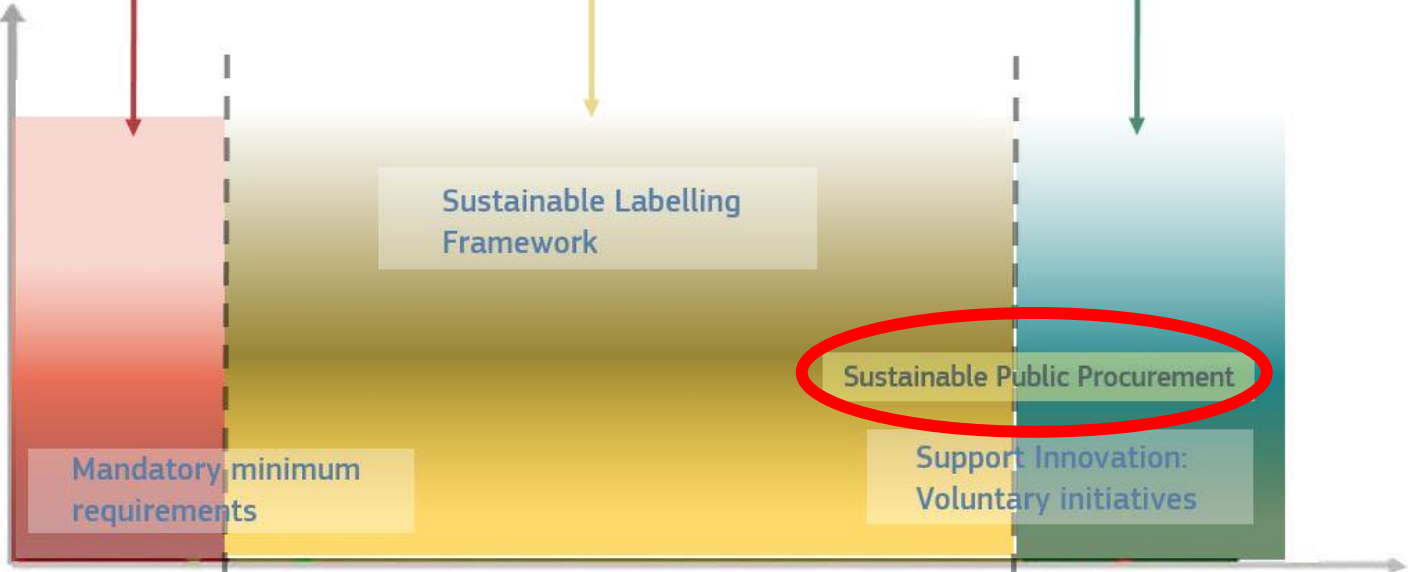 Sustainable Labelling
Framework
Sustainable Public Procurement
Mandatory minimum
requirements
Support Innovation:
Voluntary initiatives